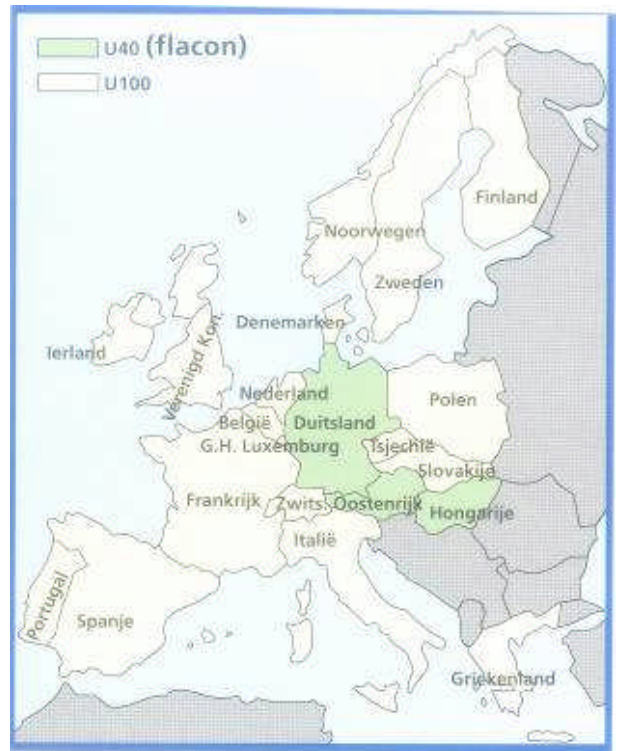 U40 (flacon)
U100
Finland
Noorwegen
Zweden
Denemarken
Ierland
Verenigd Kon.
Nederland
Polen
België
Duitsland
G.H. Luxemburg
Tsjechië
Slovakije
Frankrijk
Zwits.
Oostenrijk
Hongarije
Italië
Portugal
Spanje
Griekenland